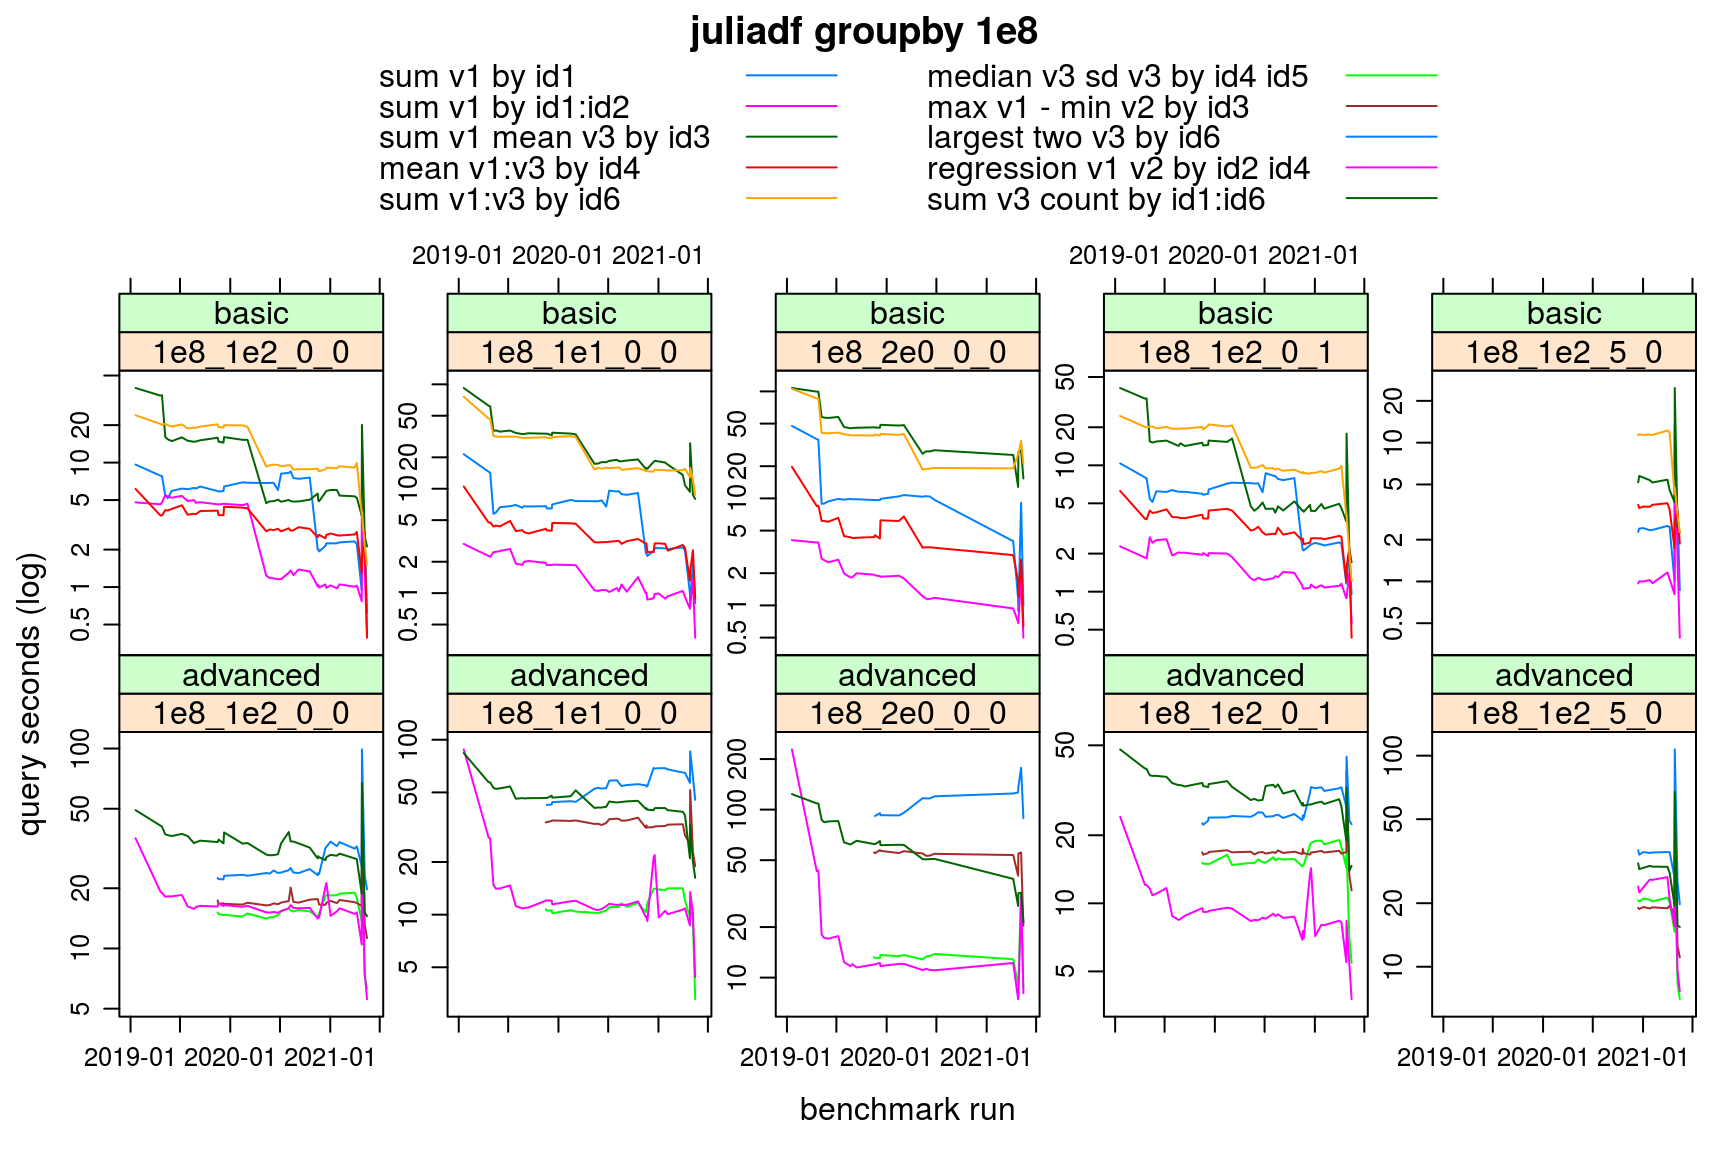 juliadf groupby 1e8
sum v1 by id1
sum v1 by id1:id2
sum v1 mean v3 by id3
mean v1:v3 by id4
sum v1:v3 by id6
median v3 sd v3 by id4 id5
max v1 - min v2 by id3
largest two v3 by id6
regression v1 v2 by id2 id4
sum v3 count by id1:id6
2019-01 2020-01 2021-01
2019-01 2020-01 2021-01
basic
basic
basic
basic
basic
1e8_1e2_0_0
1e8_1e1_0_0
1e8_2e0_0_0
1e8_1e2_0_1
1e8_1e2_5_0
0.5 1 2 5 10 20
0.5 1 2 5 10 20 50
0.5 1 2 5 10 20 50
0.5 1 2 5 10 20 50
0.5 1 2 5 10 20
query seconds (log)
advanced
advanced
advanced
advanced
advanced
1e8_1e2_0_0
1e8_1e1_0_0
1e8_2e0_0_0
1e8_1e2_0_1
1e8_1e2_5_0
5 10 20 50 100
5 10 20 50 100
10 20 50 100 200
5 10 20 50
10 20 50 100
2019-01 2020-01 2021-01
2019-01 2020-01 2021-01
2019-01 2020-01 2021-01
benchmark run